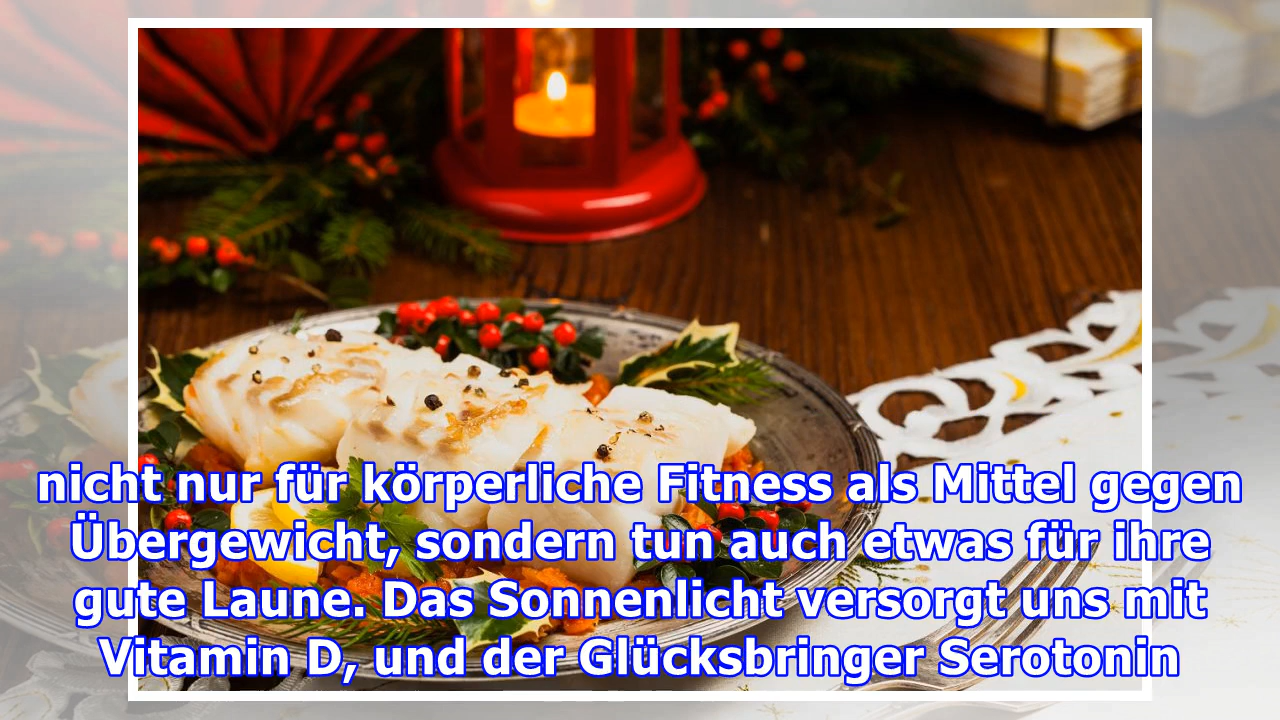 nicht nur für körperliche Fitness als Mittel gegen
Übergewicht, sondern tun auch etwas für ihre
gute Laune. Das Sonnenlicht versorgt uns mit
Vitamin D, und der Glücksbringer Serotonin